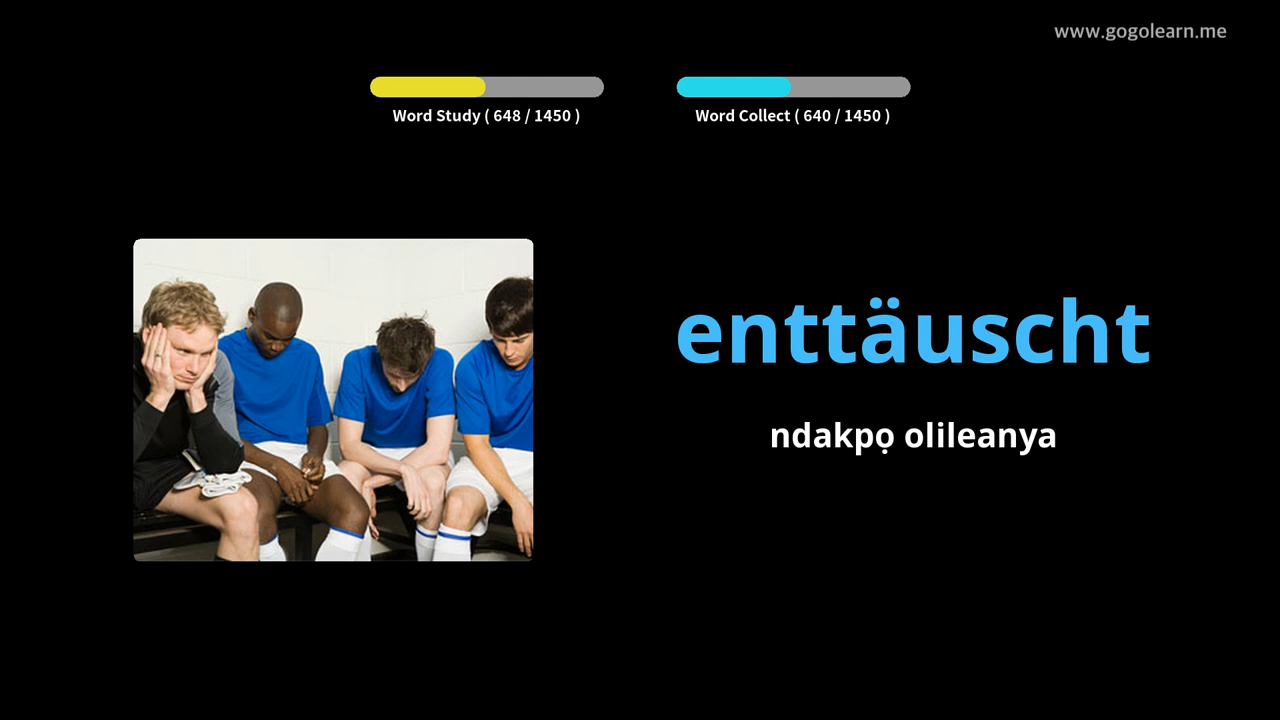 www.gogolearn.me
Word Study ( 648 / 1450 )
Word Collect ( 640 / 1450 )
enttäuscht
ndakpọ olileanya